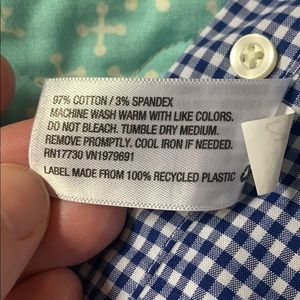 97% COTTON / 3% SPANDEX
MACHINE WASH WARM WITH LIKE COLORS.
DO NOT BLEACH. TUMBLE DRY MEDIUM.
REMOVE PROMPTLY. COOL IRON IF NEEDED.
RN17730 VN1979691
LABEL MADE FROM 100% RECYCLED PLASTIC